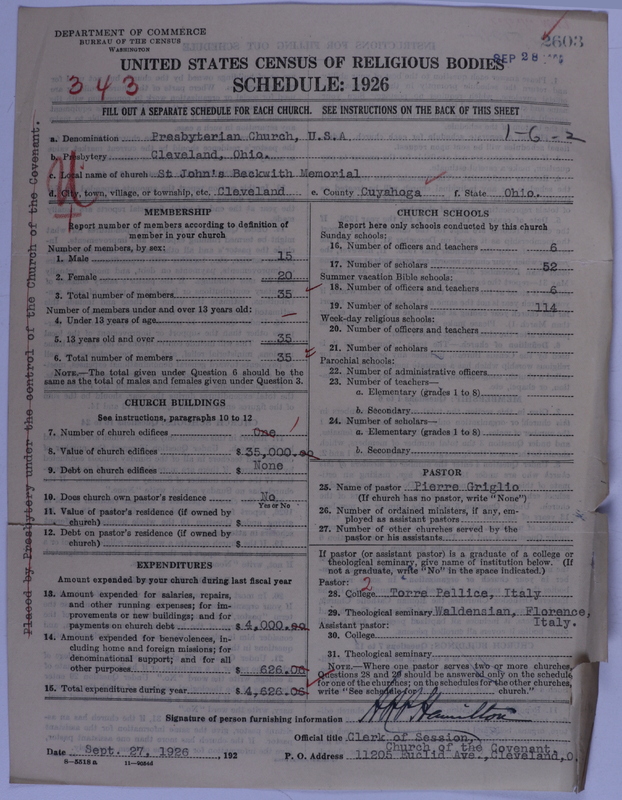 DEPARTMENT OF COMMERCE
BUREAU OF THE CENSUS
WASHINGTON
2603
SEP 28
UNITED STATES CENSUS OF RELIGIOUS BODIES
343
SCHEDULE: 1926
FILL OUT A SEPARATE SCHEDULE FOR EACH CHURCH. SEE INSTRUCTIONS ON THE BACK OF THIS SHEET
a. Denomination Presbyterian Church, U.S.A
1-6-2
b. Presbytery Cleveland, Ohio.
c. Local name of church St John's Beckwith Memorial
d. City, town, village, or township, etc. Cleveland e. County Cuyahoga f. State Ohio.
Placed by Presbytery under the control of the Church of the Covenant.
MEMBERSHIP
Report number of members according to definition of
member in your church
Number of members, by sex:
1. Male 15
2. Female 20
3. Total number of members 35
Number of members under and over 13 years old:
4. Under 13 years of age —
5. 13 years old and over 35
6. Total number of members 35
NOTE.—The total given under Question 6 should be the
same as the total of males and females given under Question 3.
CHURCH BUILDINGS
See instructions, paragraphs 10 to 12
7. Number of church edifices One 1
8. Value of church edifices $ 35,000.00
9. Debt on church edifices $ None
10. Does church own pastor's residence No
Yes or No
11. Value of pastor's residence (if owned by
church) $
12. Debt on pastor's residence (if owned by
church) $
EXPENDITURES
Amount expended by your church during last fiscal year
13. Amount expended for salaries, repairs,
and other running expenses; for im-
provements or new buildings; and for
payments on church debt $ 4,000.00
14. Amount expended for benevolences, in-
cluding home and foreign missions; for
denominational support; and for all
other purposes $ 626.06
15. Total expenditures during year $ 4,626.06
CHURCH SCHOOLS
Report here only schools conducted by this church
Sunday schools:
16. Number of officers and teachers 6
17. Number of scholars 52
Summer vacation Bible schools:
18. Number of officers and teachers 6
19. Number of scholars 114
Week-day religious schools:
20. Number of officers and teachers
21. Number of scholars
Parochial schools:
22. Number of administrative officers
23. Number of teachers—
a. Elementary (grades 1 to 8)
b. Secondary
24. Number of scholars—
a. Elementary (grades 1 to 8)
b. Secondary
PASTOR
25. Name of pastor Pierre Griglio
(If church has no pastor, write "None")
26. Number of ordained ministers, if any, em-
ployed as assistant pastors
27. Number of other churches served by the
pastor or his assistants
If pastor (or assistant pastor) is a graduate of a college or
theological seminary, give name of institution below. (If
not a graduate, write "No" in the space indicated.)
Pastor: 2
28. College Torre Pellice, Italy
29. Theological seminary Waldensian, Florence,
Italy.
Assistant pastor:
30. College
31. Theological seminary
NOTE.—Where one pastor serves two or more churches,
Questions 28 and 29 should be answered only on the schedule
for one of the churches; on the schedules for the other churches,
write "See schedule for church."
Signature of person furnishing information Hamilton
Official title Clerk of Session,
Church of the Covenant
Date Sept. 27, 1926, 192
P. O. Address 11205 Euclid Ave., Cleveland, O.
8-5518a 11-9054d